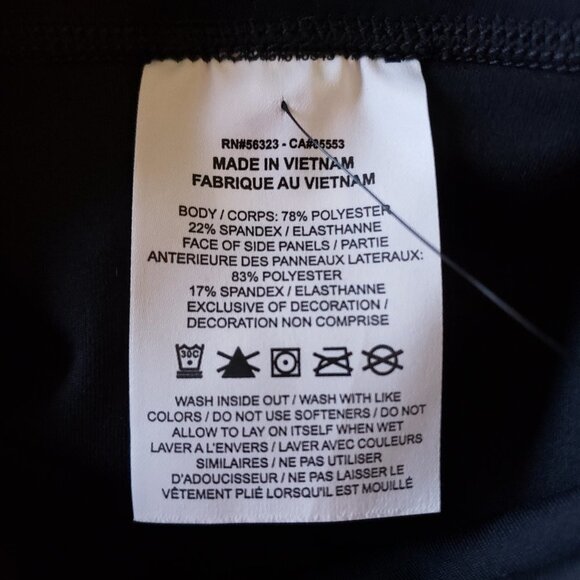 RN#56323 - CA#05553
MADE IN VIETNAM
FABRIQUE AU VIETNAM
BODY / CORPS: 78% POLYESTER
22% SPANDEX / ELASTHANNE
FACE OF SIDE PANELS / PARTIE
ANTERIEURE DES PANNEAUX LATERAUX:
83% POLYESTER
17% SPANDEX / ELASTHANNE
EXCLUSIVE OF DECORATION /
DECORATION NON COMPRISE
30C
WASH INSIDE OUT / WASH WITH LIKE
COLORS / DO NOT USE SOFTENERS / DO NOT
ALLOW TO LAY ON ITSELF WHEN WET
LAVER A L'ENVERS / LAVER AVEC COULEURS
SIMILAIRES / NE PAS UTILISER
D'ADOUCISSEUR / NE PAS LAISSER LE
VÊTEMENT PLIÉ LORSQU'IL EST MOUILLÉ